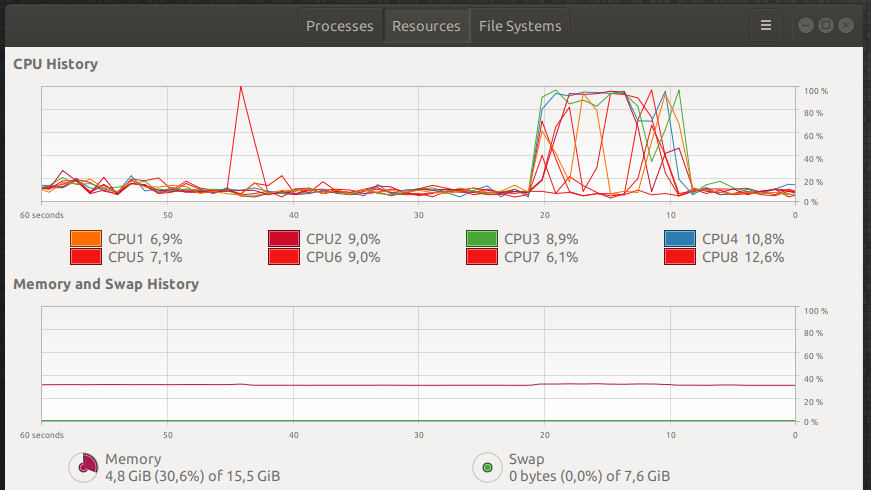 Processes Resources File Systems
CPU History
100 %
80 %
60 %
40 %
20 %
0 %
60 seconds 50 40 30 20 10 0
CPU1 6,9% CPU2 9,0% CPU3 8,9% CPU4 10,8%
CPU5 7,1% CPU6 9,0% CPU7 6,1% CPU8 12,6%
Memory and Swap History
100 %
80 %
60 %
40 %
20 %
0 %
60 seconds 50 40 30 20 10 0
Memory Swap
4,8 GiB (30,6%) of 15,5 GiB 0 bytes (0,0%) of 7,6 GiB